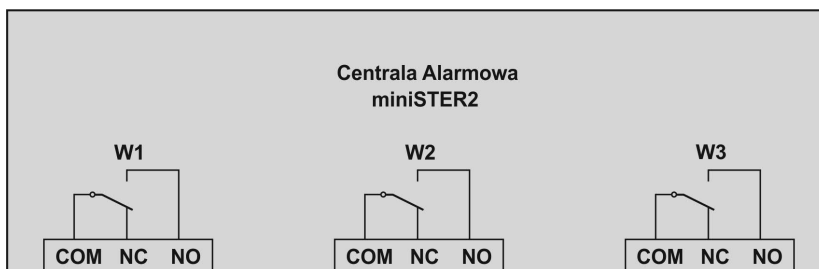 Centrala Alarmowa
miniSTER2
W1 W2 W3
COM NC NO COM NC NO COM NC NO